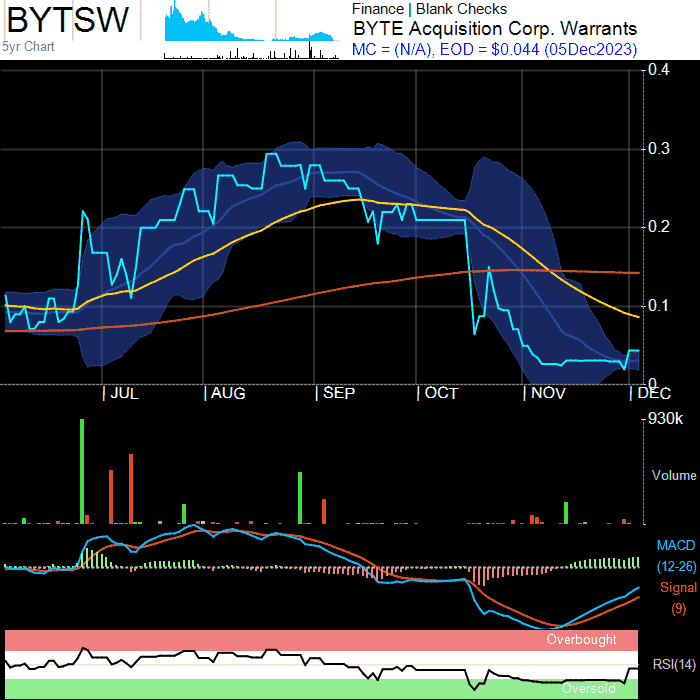 BYTSW
5yr Chart
Finance | Blank Checks
BYTE Acquisition Corp. Warrants
MC = (N/A), EOD = $0.044 (05Dec2023)
0.4
0.3
0.2
0.1
0
JUL AUG SEP OCT NOV DEC
930k
Volume
MACD
(12-26)
Signal
(9)
Overbought
RSI(14)
Oversold